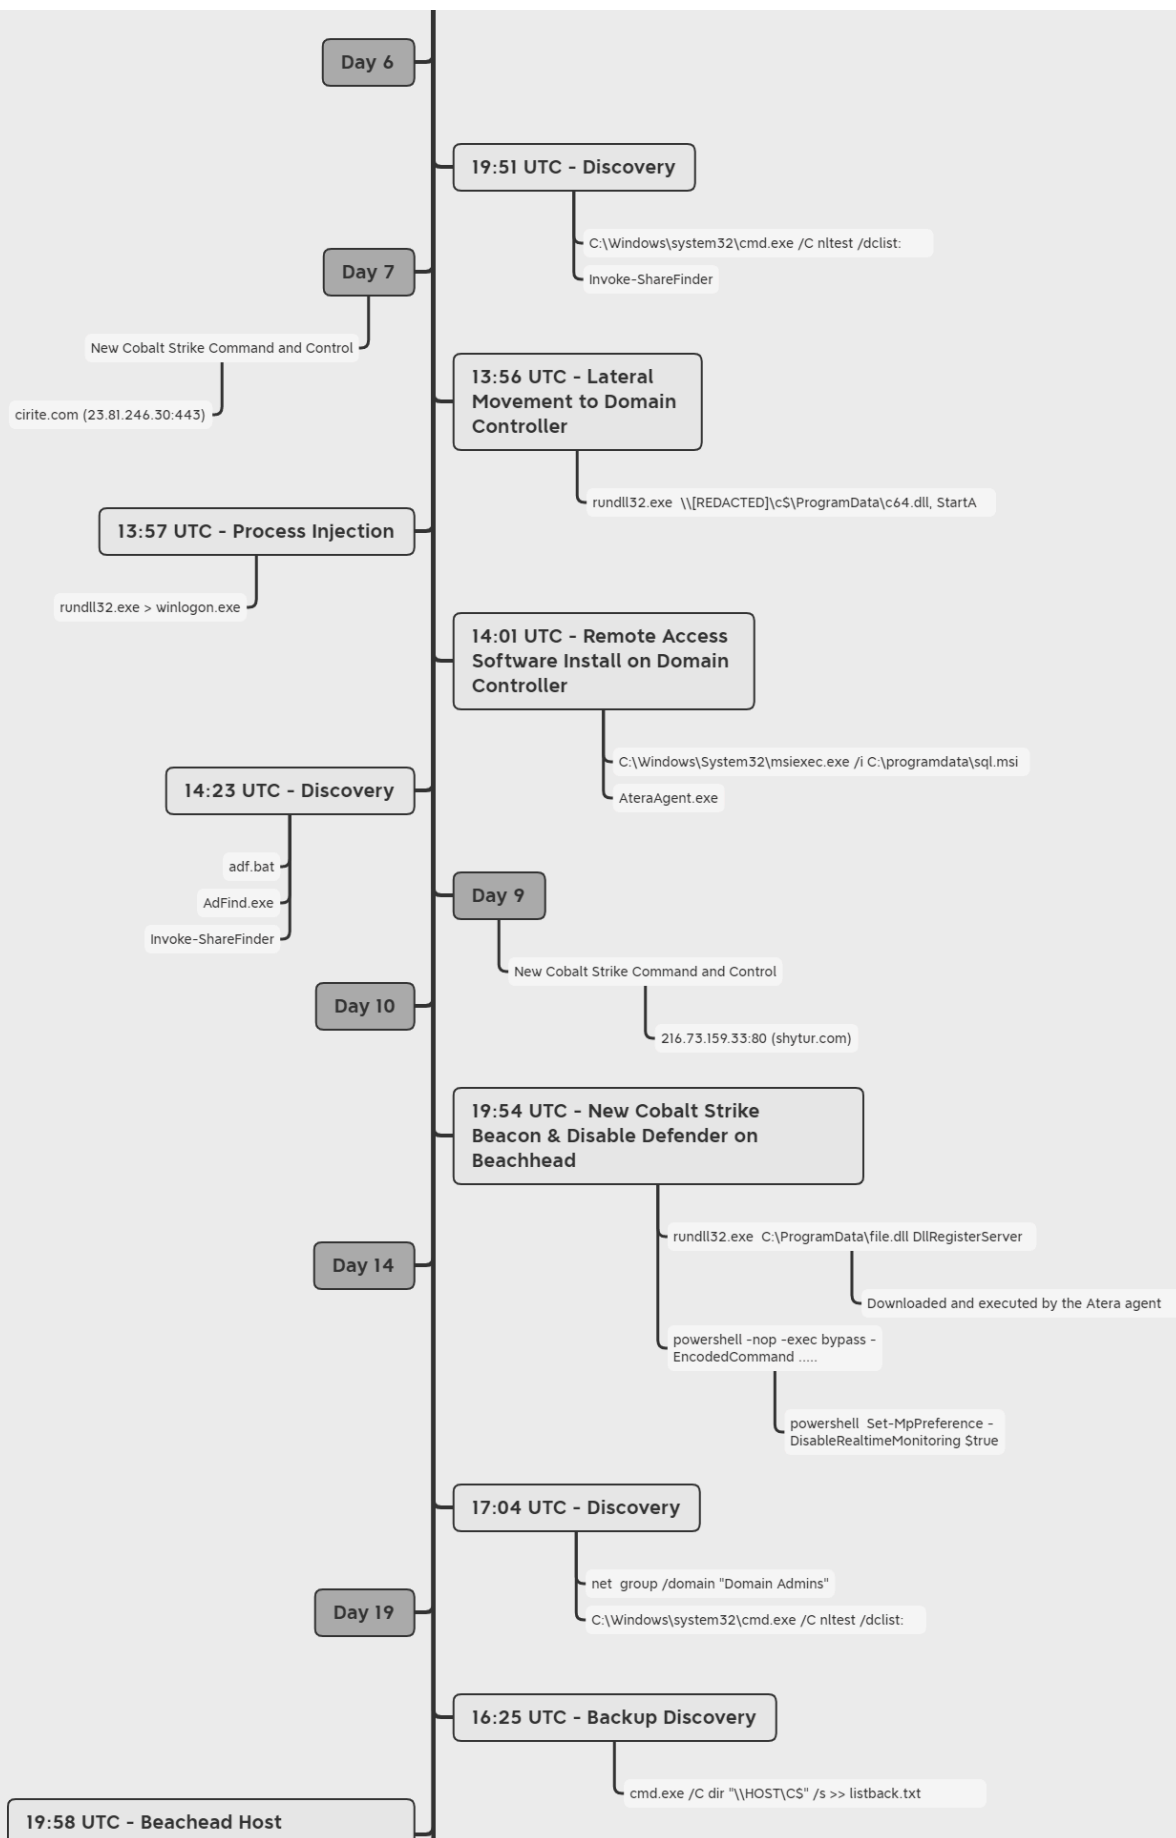 Day 6
19:51 UTC - Discovery
C:\Windows\system32\cmd.exe /C nltest /dclist:
Invoke-ShareFinder
Day 7
New Cobalt Strike Command and Control
cirite.com (23.81.246.30:443)
13:56 UTC - Lateral
Movement to Domain
Controller
rundll32.exe  \\[REDACTED]\c$\ProgramData\c64.dll, StartA
13:57 UTC - Process Injection
rundll32.exe > winlogon.exe
14:01 UTC - Remote Access
Software Install on Domain
Controller
C:\Windows\System32\msiexec.exe /i C:\programdata\sql.msi
AteraAgent.exe
14:23 UTC - Discovery
adf.bat
AdFind.exe
Invoke-ShareFinder
Day 9
New Cobalt Strike Command and Control
216.73.159.33:80 (shytur.com)
Day 10
19:54 UTC - New Cobalt Strike
Beacon & Disable Defender on
Beachhead
rundll32.exe  C:\ProgramData\file.dll DllRegisterServer
Downloaded and executed by the Atera agent
powershell -nop -exec bypass -
EncodedCommand .....
powershell  Set-MpPreference -
DisableRealtimeMonitoring $true
Day 14
17:04 UTC - Discovery
net  group /domain "Domain Admins"
C:\Windows\system32\cmd.exe /C nltest /dclist:
Day 19
16:25 UTC - Backup Discovery
cmd.exe /C dir "\\HOST\C$" /s >> listback.txt
19:58 UTC - Beachead Host